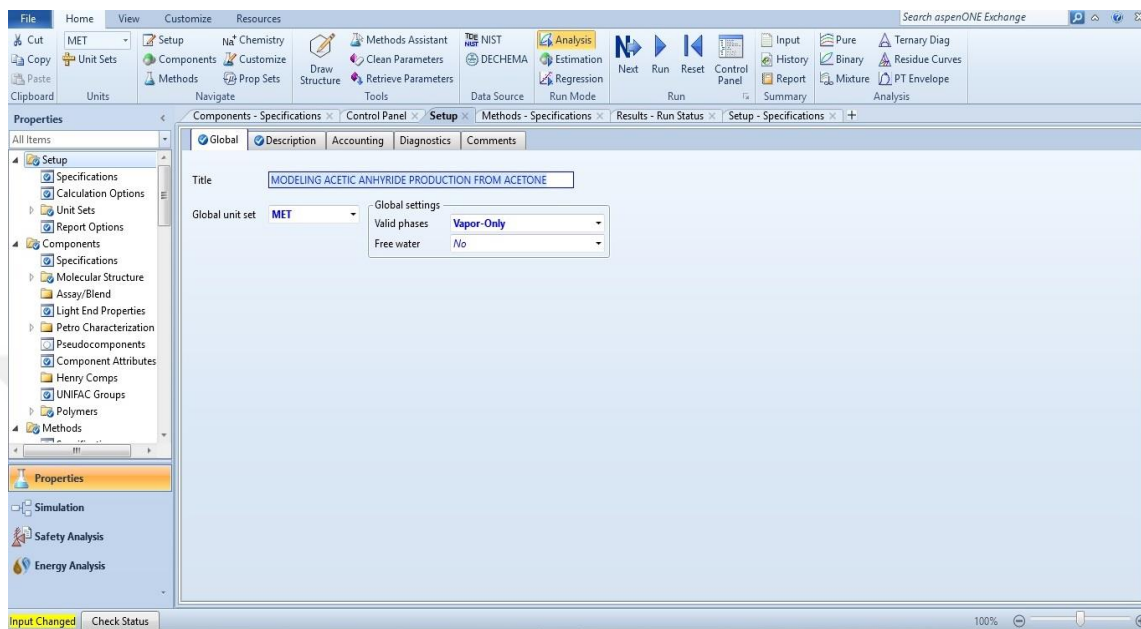 File Home View Customize Resources Search aspenONE Exchange
Cut MET Setup Na+ Chemistry Methods Assistant NIST Analysis Input Pure Ternary Diag
Copy Unit Sets Components Customize Clean Parameters DECHEMA Estimation History Binary Residue Curves
Paste Methods Prop Sets Draw Structure Retrieve Parameters Regression Next Run Reset Control Panel Report Mixture PT Envelope
Clipboard Units Navigate Tools Data Source Run Mode Run Summary Analysis
Properties Components - Specifications Control Panel Setup Methods - Specifications Results - Run Status Setup - Specifications
All Items Global Description Accounting Diagnostics Comments
Setup
Specifications Title MODELING ACETIC ANHYRIDE PRODUCTION FROM ACETONE
Calculation Options
Unit Sets Global unit set MET Global settings
Valid phases Vapor-Only
Report Options
Components Free water No
Specifications
Molecular Structure
Assay/Blend
Light End Properties
Petro Characterization
Pseudocomponents
Component Attributes
Henry Comps
UNIFAC Groups
Polymers
Methods
Properties
Simulation
Safety Analysis
Energy Analysis
Input Changed Check Status 100%